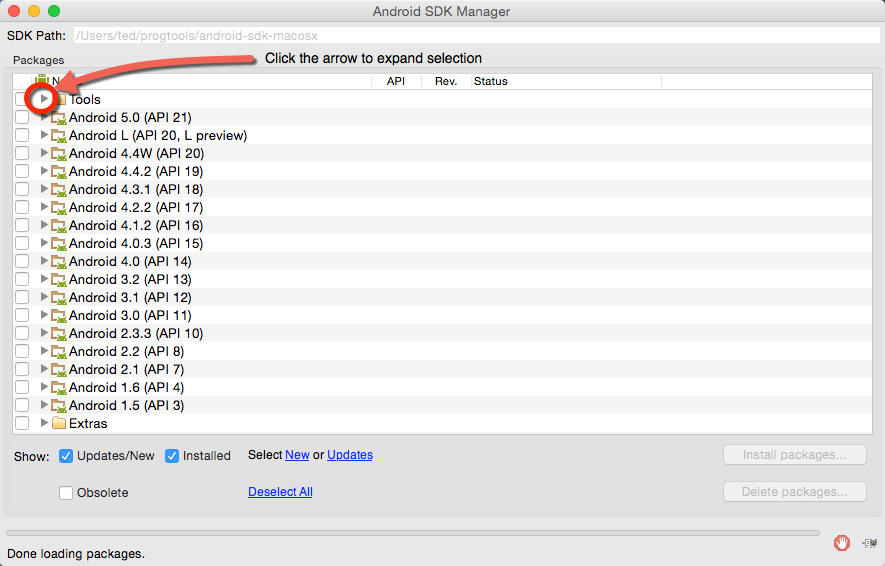 Android SDK Manager
SDK Path: /Users/ted/progtools/android-sdk-macosx
Packages
Click the arrow to expand selection
API Rev. Status
Tools
Android 5.0 (API 21)
Android L (API 20, L preview)
Android 4.4W (API 20)
Android 4.4.2 (API 19)
Android 4.3.1 (API 18)
Android 4.2.2 (API 17)
Android 4.1.2 (API 16)
Android 4.0.3 (API 15)
Android 4.0 (API 14)
Android 3.2 (API 13)
Android 3.1 (API 12)
Android 3.0 (API 11)
Android 2.3.3 (API 10)
Android 2.2 (API 8)
Android 2.1 (API 7)
Android 1.6 (API 4)
Android 1.5 (API 3)
Extras
Show: Updates/New Installed Select New or Updates Install packages...
Obsolete Deselect All Delete packages...
Done loading packages.